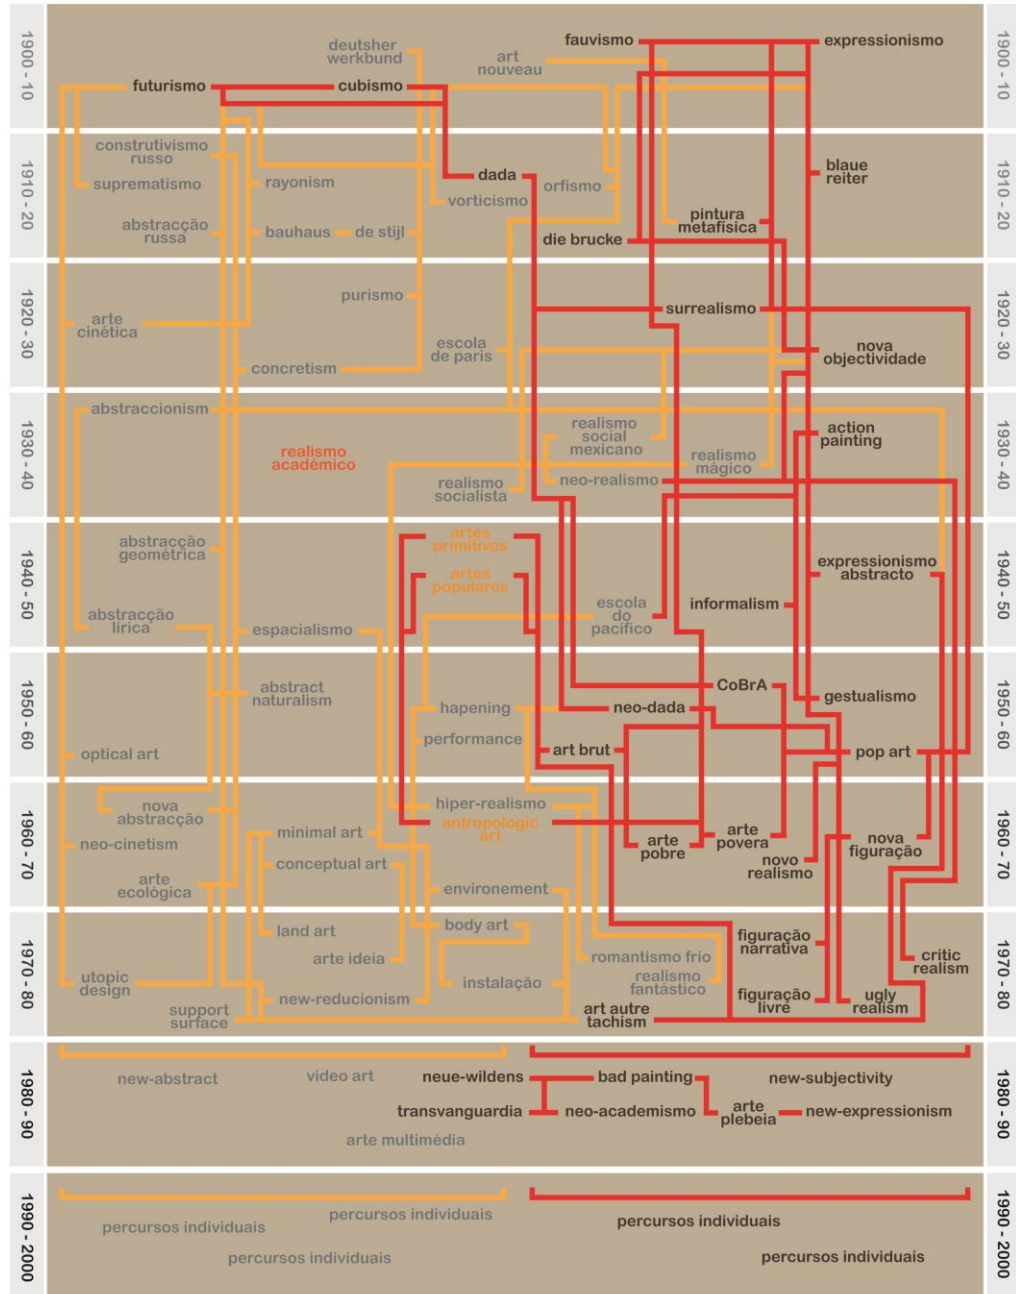 1900 - 10
1900 - 10
deutsher
werkbund
art
nouveau
fauvismo
expressionismo
futurismo
cubismo
1910 - 20
1910 - 20
construtivismo
russo
suprematismo
rayonism
dada
vorticismo
orfismo
blaue
reiter
abstracção
russa
bauhaus
de stijl
die brucke
pintura
metafísica
1920 - 30
1920 - 30
purismo
arte
cinética
surrealismo
escola
de paris
nova
objectividade
concretism
1930 - 40
1930 - 40
abstraccionism
realismo
académico
realismo
social
mexicano
action
painting
realismo
mágico
realismo
socialista
neo-realismo
1940 - 50
1940 - 50
abstracção
geométrica
artes
primitivas
artes
populares
expressionismo
abstracto
abstracção
lírica
espacialismo
escola
do
pacífico
informalism
1950 - 60
1950 - 60
abstract
naturalism
hapening
neo-dada
CoBrA
gestualismo
optical art
performance
art brut
pop art
1960 - 70
1960 - 70
nova
abstracção
hiper-realismo
antropologic
art
minimal art
neo-cinetism
arte
pobre
arte
povera
novo
realismo
nova
figuração
conceptual art
arte
ecológica
environement
1970 - 80
1970 - 80
land art
body art
figuração
narrativa
arte ideia
romantismo frio
critic
realism
utopic
design
instalação
realismo
fantástico
support
surface
new-reducionism
art autre
tachism
figuração
livre
ugly
realism
1980 - 90
1980 - 90
new-abstract
video art
neue-wildens
bad painting
new-subjectivity
transvanguardia
neo-academismo
arte
plebeia
new-expressionism
arte multimédia
1990 - 2000
1990 - 2000
percursos individuais
percursos individuais
percursos individuais
percursos individuais
percursos individuais